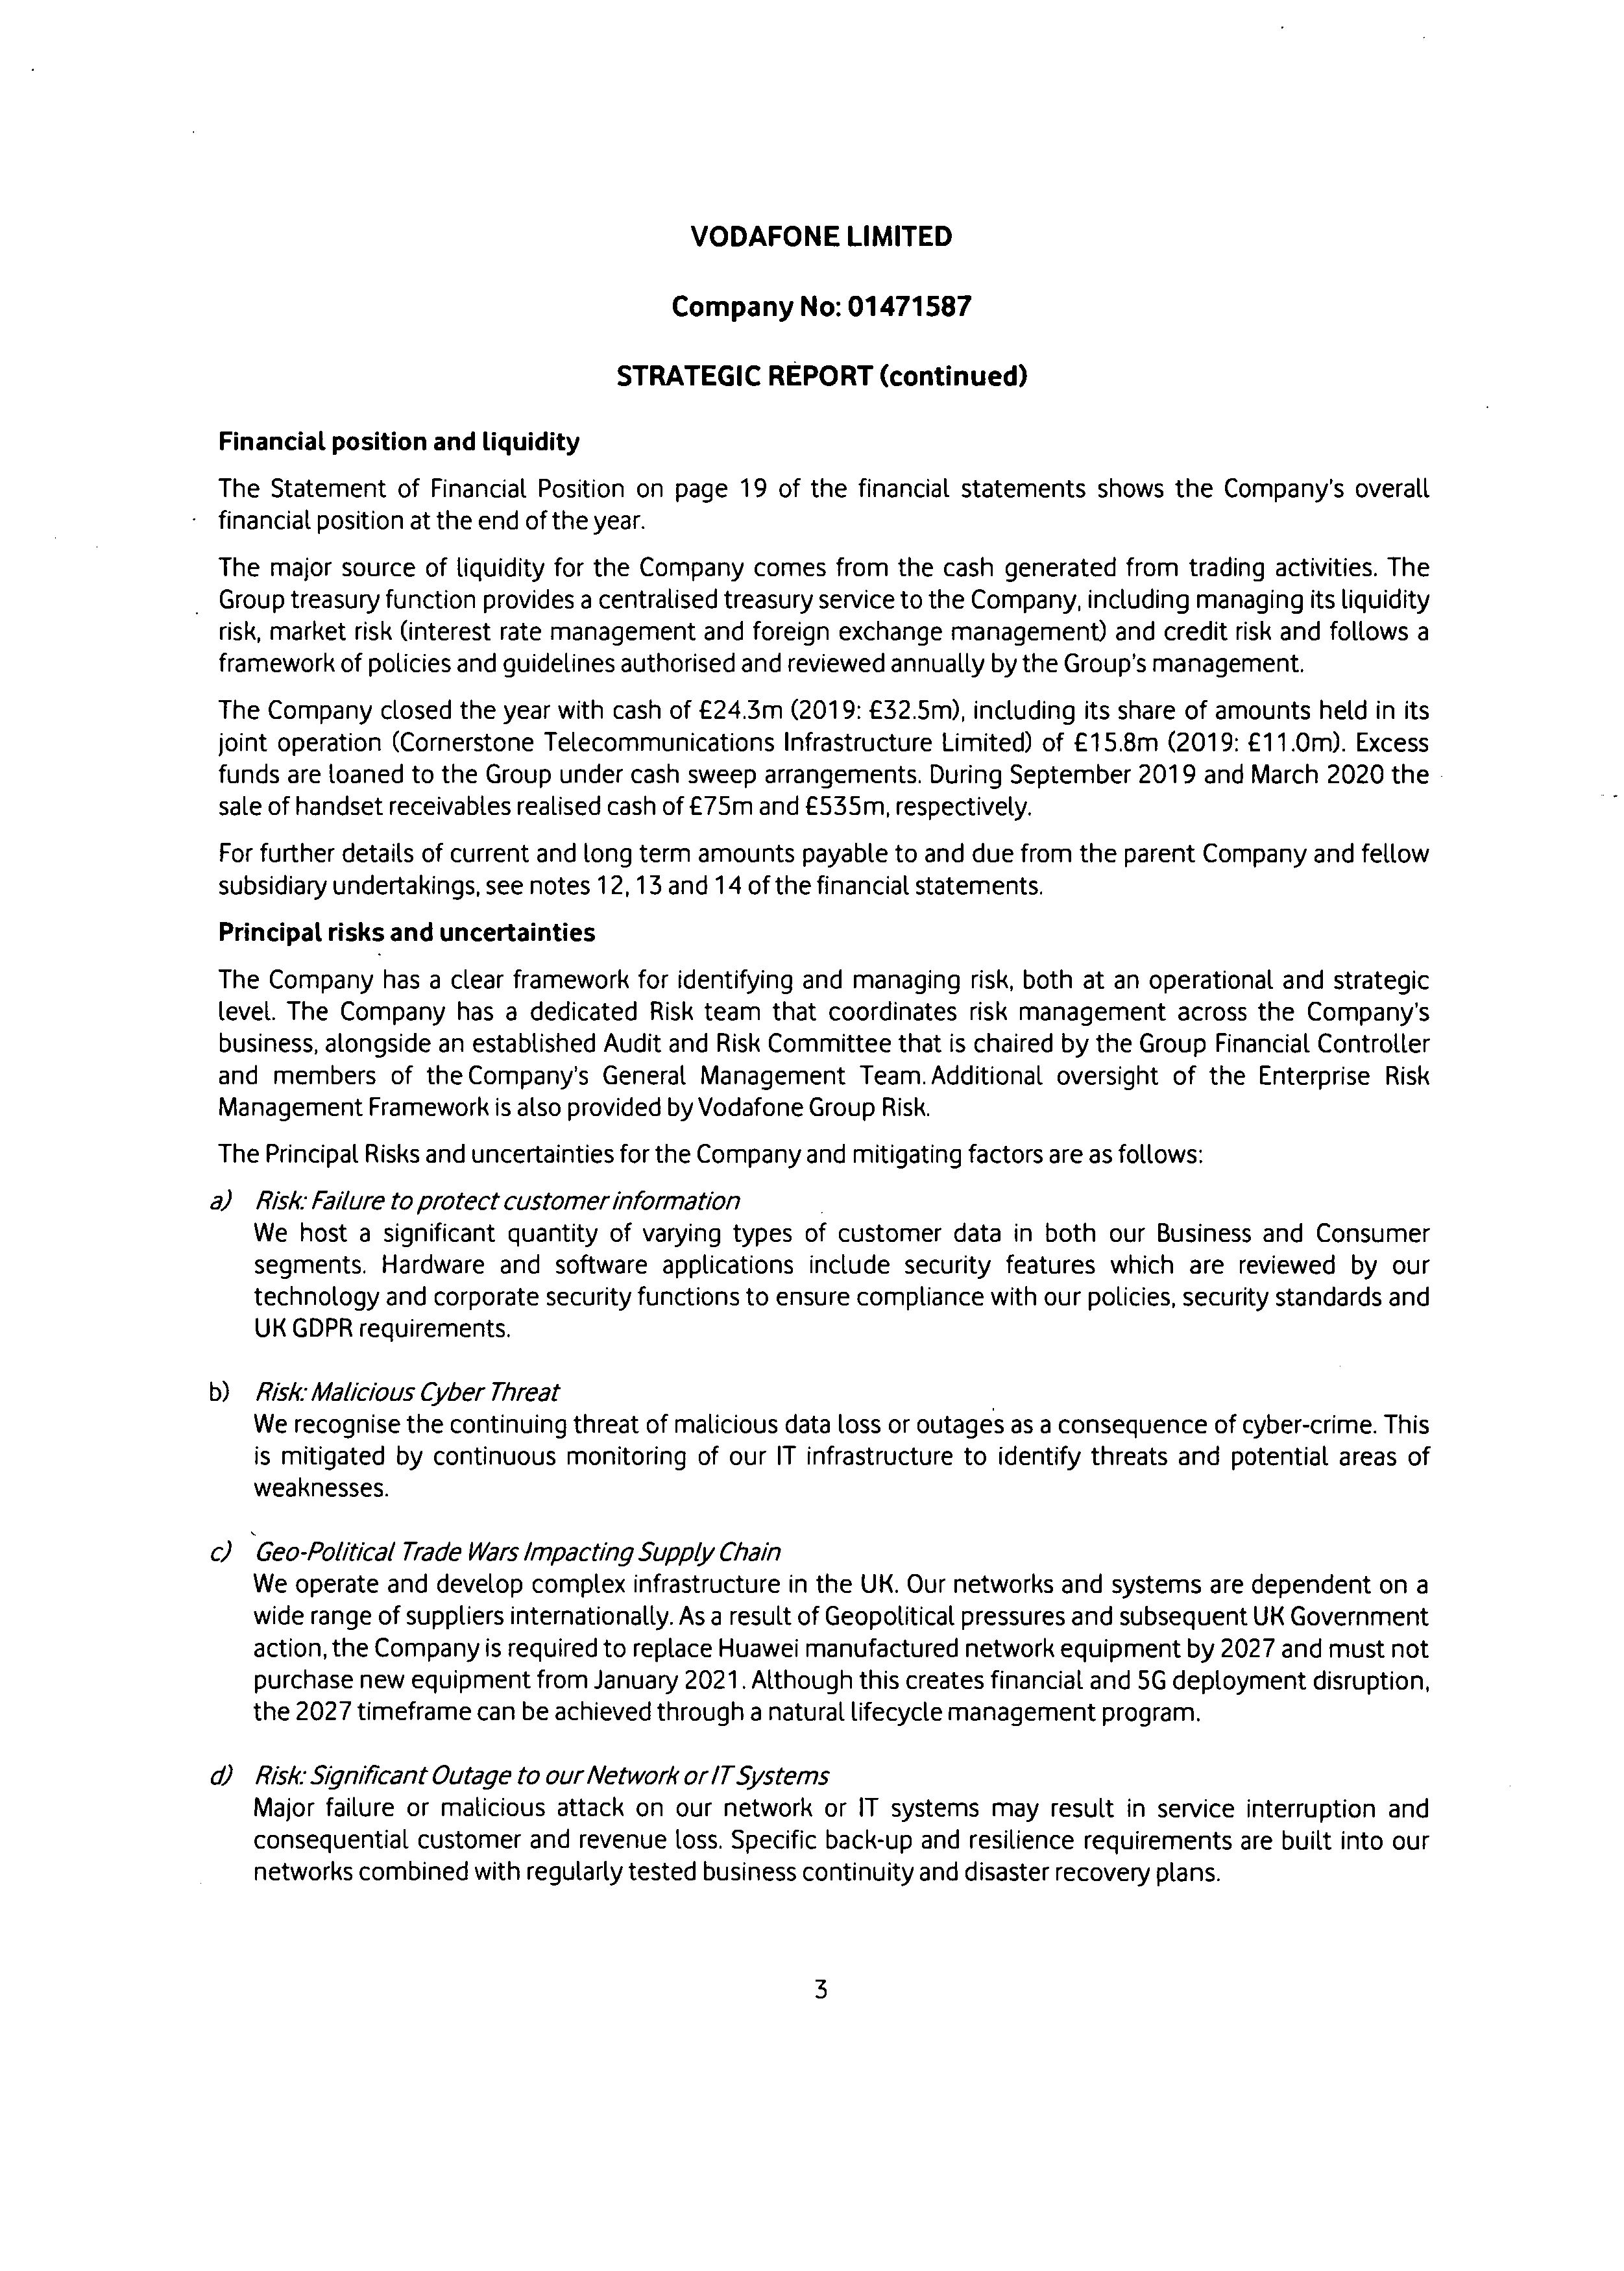 VODAFONE LIMITED
Company No: 01471587
STRATEGIC REPORT (continued)
Financial position and liquidity
The Statement of Financial Position on page 19 of the financial statements shows the Company's overall
financial position at the end of the year.
The major source of liquidity for the Company comes from the cash generated from trading activities. The
Group treasury function provides a centralised treasury service to the Company, including managing its liquidity
risk, market risk (interest rate management and foreign exchange management) and credit risk and follows a
framework of policies and guidelines authorised and reviewed annually by the Group's management.
The Company closed the year with cash of £24.3m (2019: £32.5m), including its share of amounts held in its
joint operation (Cornerstone Telecommunications Infrastructure Limited) of £15.8m (2019: £11.0m). Excess
funds are loaned to the Group under cash sweep arrangements. During September 2019 and March 2020 the
sale of handset receivables realised cash of £75m and £535m, respectively.
For further details of current and long term amounts payable to and due from the parent Company and fellow
subsidiary undertakings, see notes 12, 13 and 14 of the financial statements.
Principal risks and uncertainties
The Company has a clear framework for identifying and managing risk, both at an operational and strategic
level. The Company has a dedicated Risk team that coordinates risk management across the Company's
business, alongside an established Audit and Risk Committee that is chaired by the Group Financial Controller
and members of the Company's General Management Team. Additional oversight of the Enterprise Risk
Management Framework is also provided by Vodafone Group Risk.
The Principal Risks and uncertainties for the Company and mitigating factors are as follows:
a) Risk: Failure to protect customer information
We host a significant quantity of varying types of customer data in both our Business and Consumer
segments. Hardware and software applications include security features which are reviewed by our
technology and corporate security functions to ensure compliance with our policies, security standards and
UK GDPR requirements.
b) Risk: Malicious Cyber Threat
We recognise the continuing threat of malicious data loss or outages as a consequence of cyber-crime. This
is mitigated by continuous monitoring of our IT infrastructure to identify threats and potential areas of
weaknesses.
c) Geo-Political Trade Wars Impacting Supply Chain
We operate and develop complex infrastructure in the UK. Our networks and systems are dependent on a
wide range of suppliers internationally. As a result of Geopolitical pressures and subsequent UK Government
action, the Company is required to replace Huawei manufactured network equipment by 2027 and must not
purchase new equipment from January 2021. Although this creates financial and 5G deployment disruption,
the 2027 timeframe can be achieved through a natural lifecycle management program.
d) Risk: Significant Outage to our Network or IT Systems
Major failure or malicious attack on our network or IT systems may result in service interruption and
consequential customer and revenue loss. Specific back-up and resilience requirements are built into our
networks combined with regularly tested business continuity and disaster recovery plans.
3